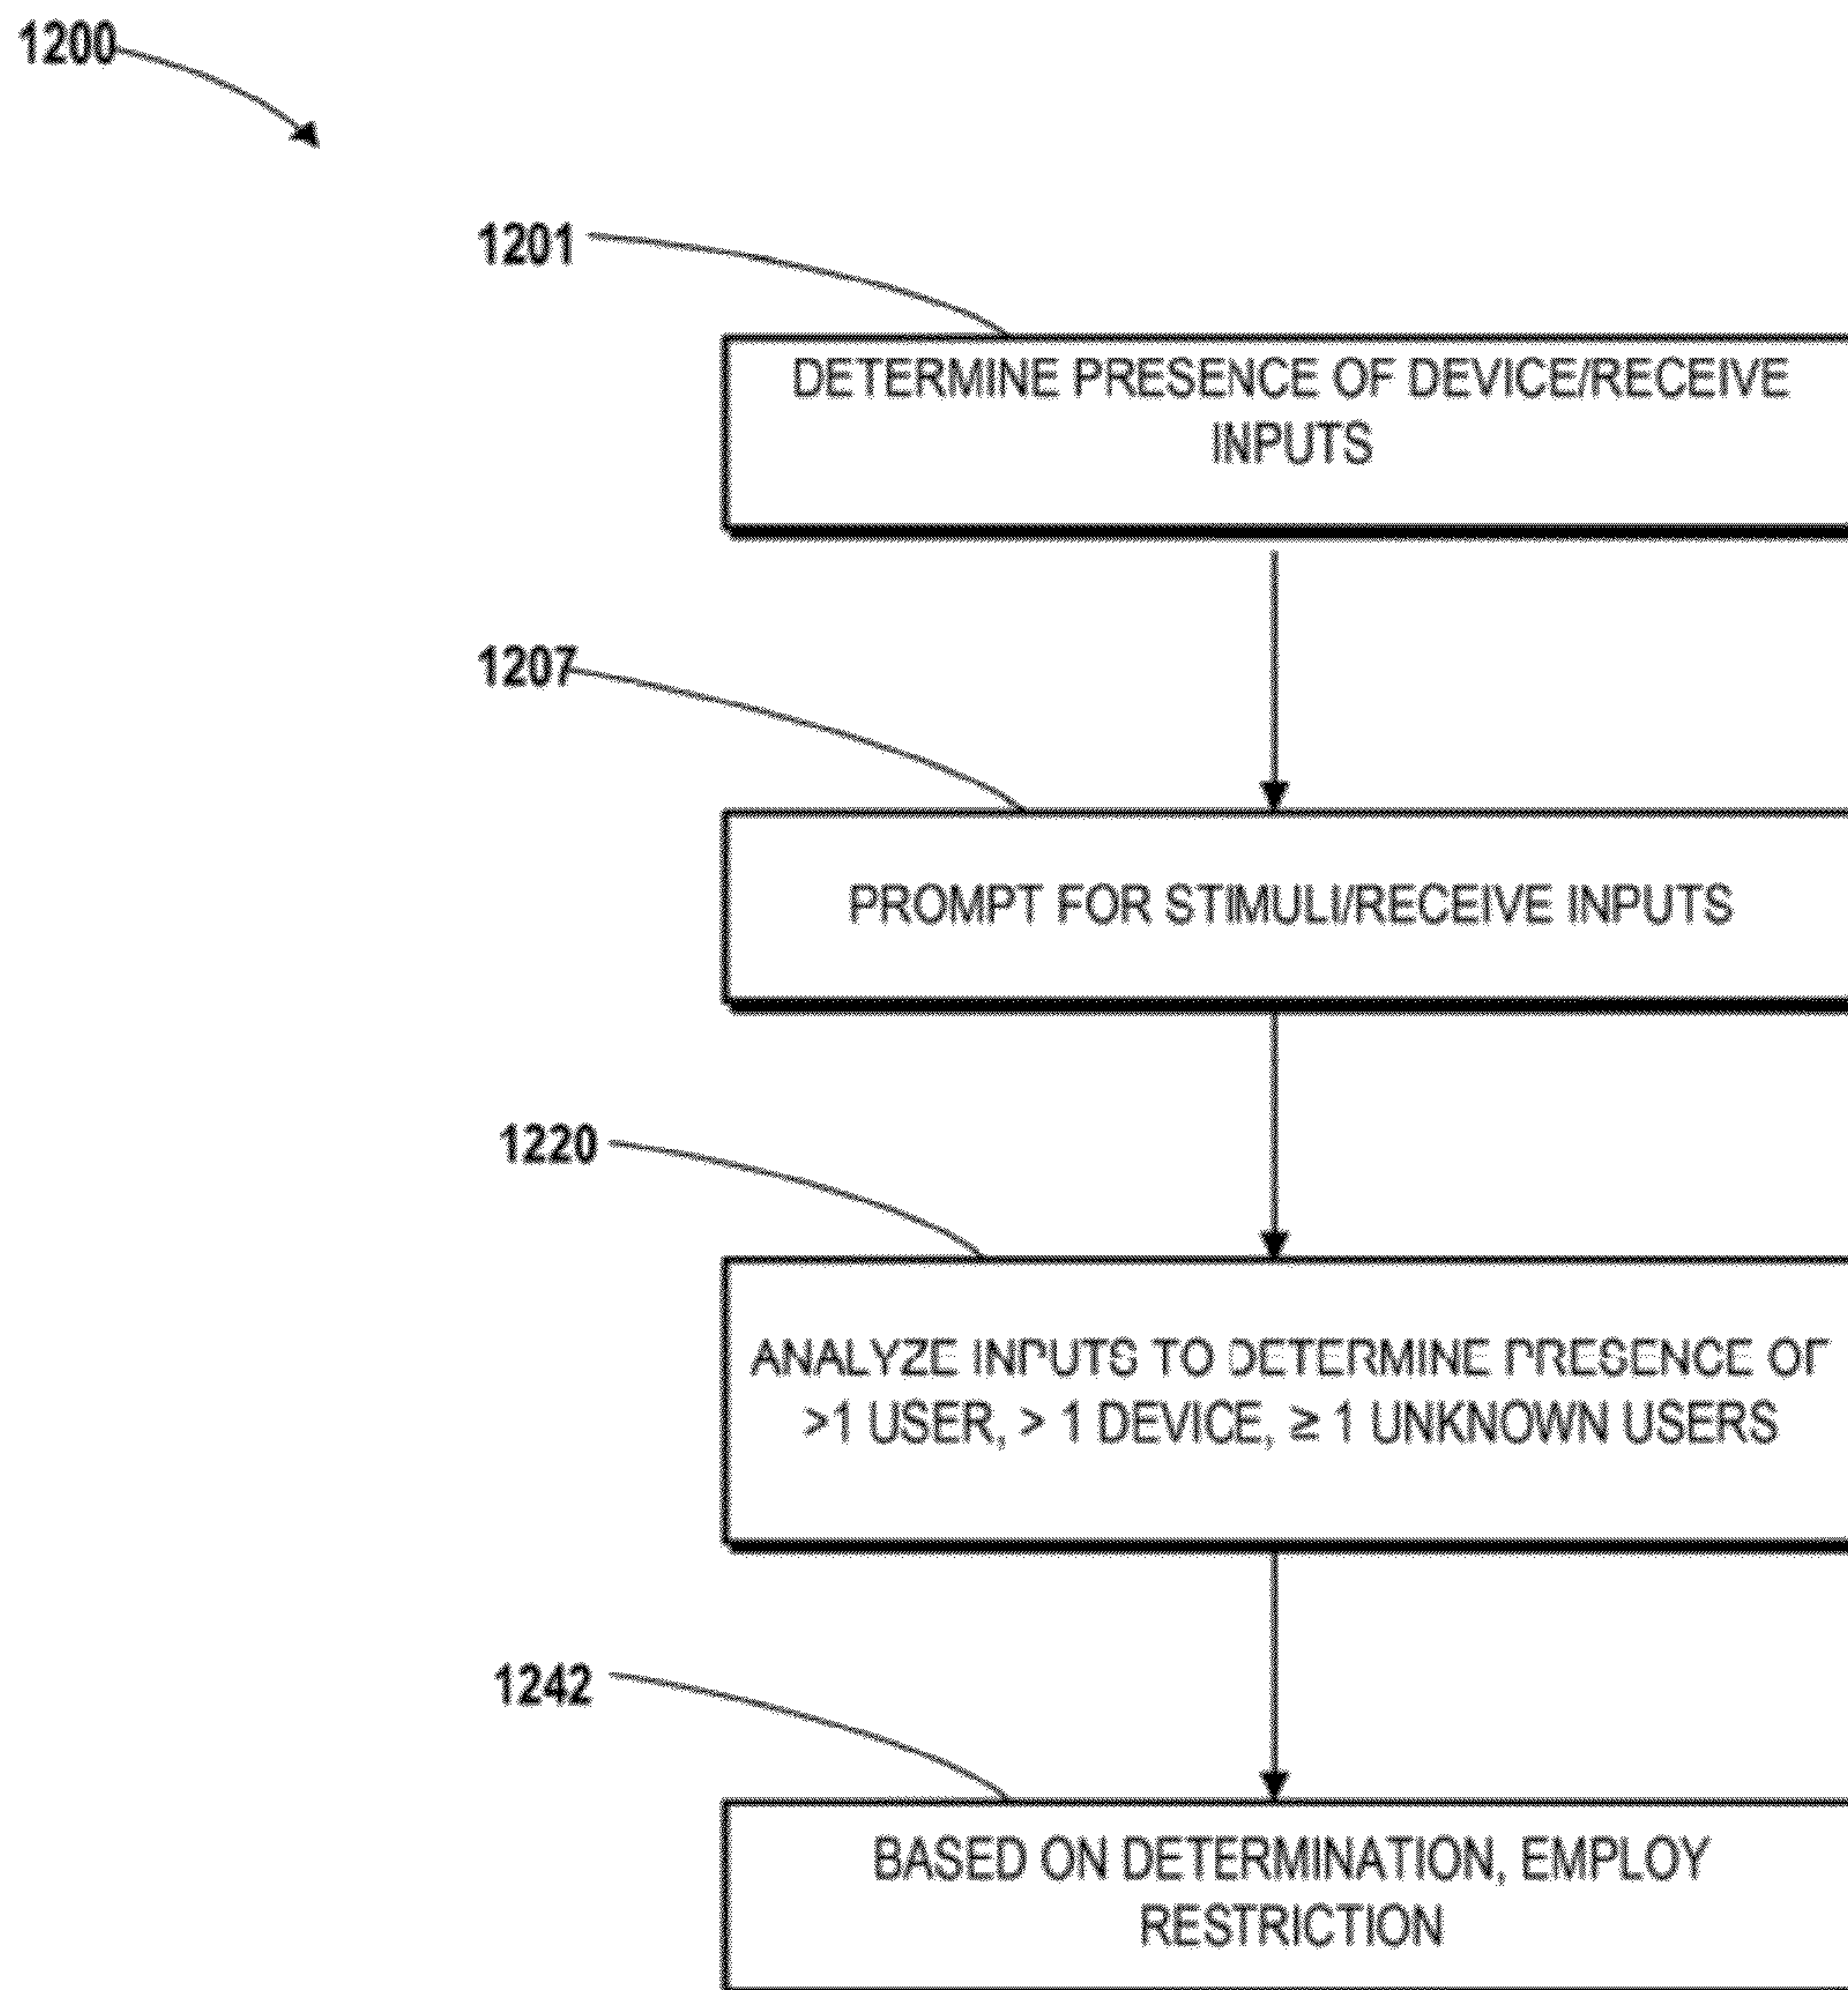 1200
1201
DETERMINE PRESENCE OF DEVICE/RECEIVE
INPUTS
1207
PROMPT FOR STIMULI/RECEIVE INPUTS
1220
ANALYZE INPUTS TO DETERMINE PRESENCE OF
>1 USER, > 1 DEVICE, ≥ 1 UNKNOWN USERS
1242
BASED ON DETERMINATION, EMPLOY
RESTRICTION